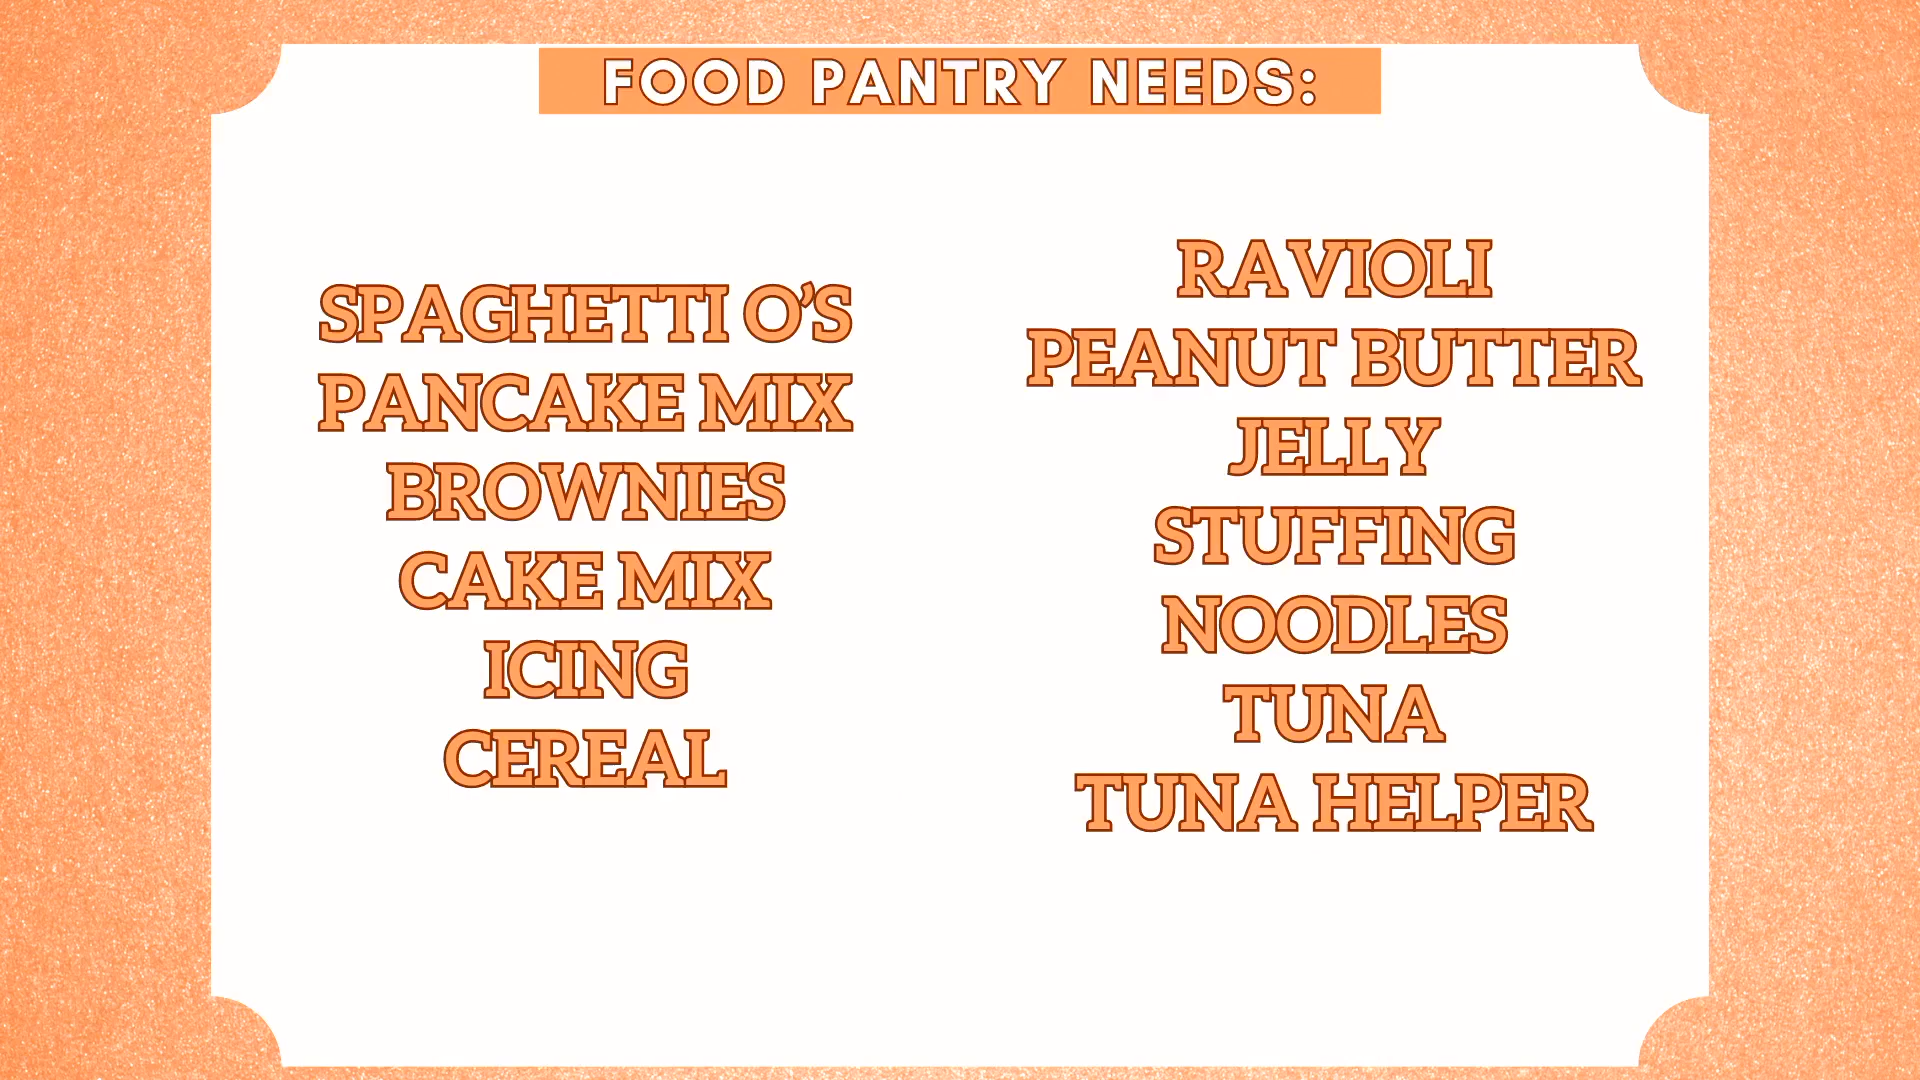 FOOD PANTRY NEEDS:
SPAGHETTI O’S
PANCAKE MIX
BROWNIES
CAKE MIX
ICING
CEREAL
RAVIOLI
PEANUT BUTTER
JELLY
STUFFING
NOODLES
TUNA
TUNA HELPER